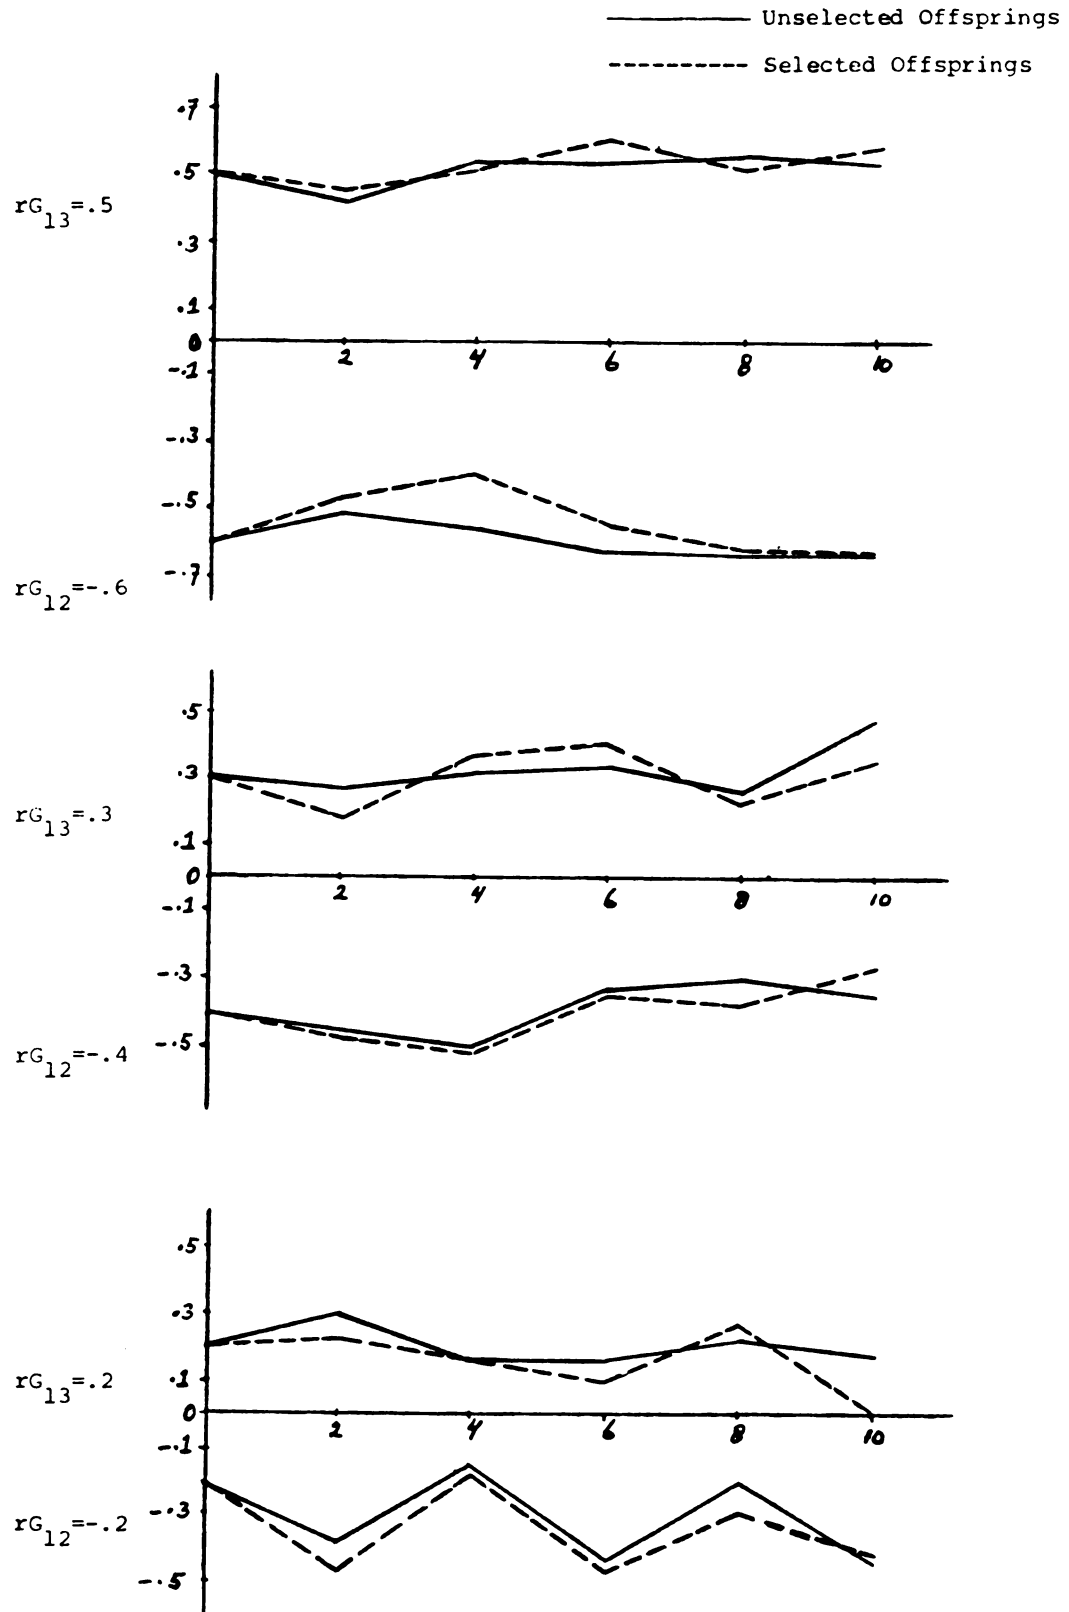 Unselected Offsprings
Selected Offsprings
.7
.5
rG13=.5
.3
.1
0
2 4 6 8 10
-.1
-.3
-.5
-.7
rG12=-.6
.5
.3
rG13=.3
.1
0
2 4 6 8 10
-.1
-.3
-.5
rG12=-.4
.5
.3
rG13=.2
.1
0
2 4 6 8 10
-.1
-.3
rG12=-.2
-.5